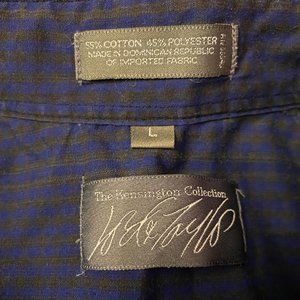 55% COTTON 45% POLYESTER
MADE IN DOMINICAN REPUBLIC
OF IMPORTED FABRIC
L
The Kensington Collection